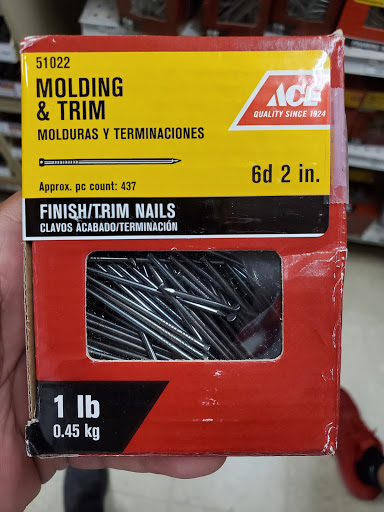 51022
MOLDING
& TRIM
MOLDURAS Y TERMINACIONES
ACE
QUALITY SINCE 1924
Approx. pc count: 437
6d 2 in.
FINISH/TRIM NAILS
CLAVOS ACABADO/TERMINACIÓN
1 lb
0.45 kg